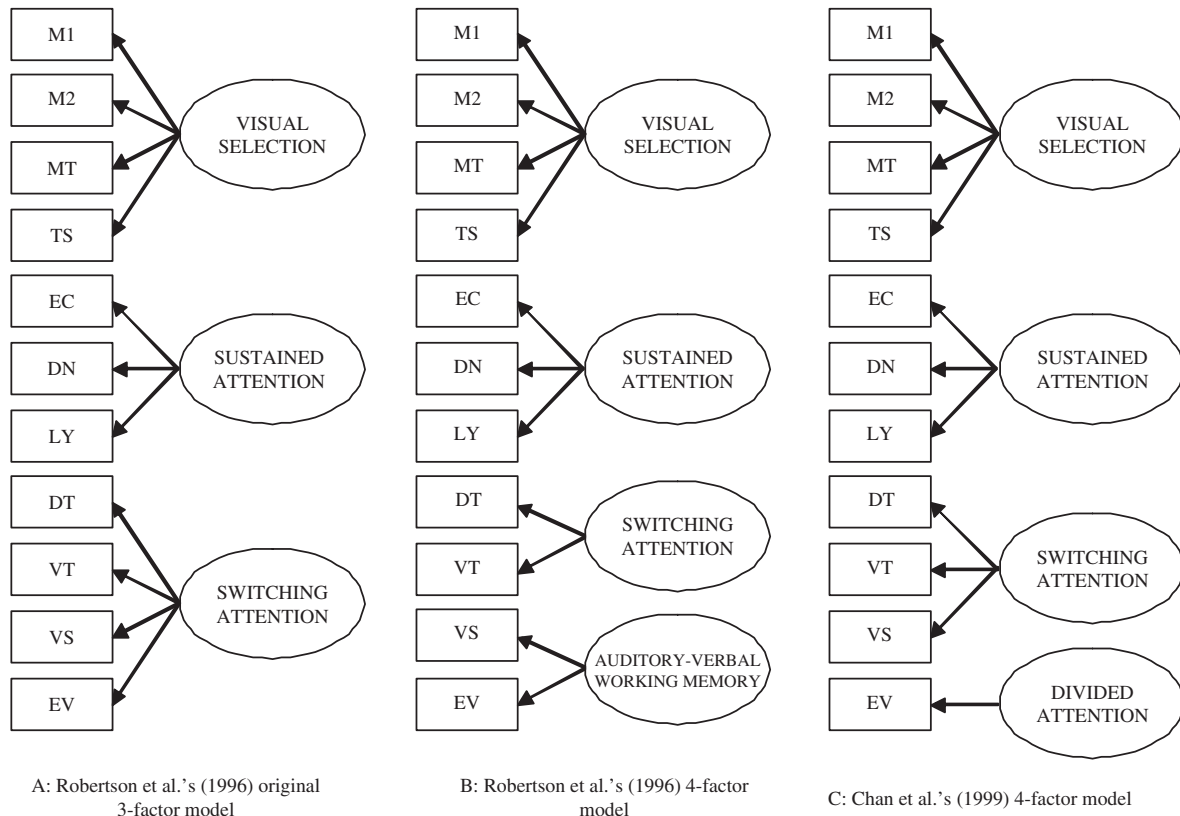 M1
M2
MT
TS
EC
DN
LY
DT
VT
VS
EV
VISUAL
SELECTION
SUSTAINED
ATTENTION
SWITCHING
ATTENTION
A: Robertson et al.'s (1996) original
3-factor model
M1
M2
MT
TS
EC
DN
LY
DT
VT
VS
EV
VISUAL
SELECTION
SUSTAINED
ATTENTION
SWITCHING
ATTENTION
AUDITORY-VERBAL
WORKING MEMORY
B: Robertson et al.'s (1996) 4-factor
model
M1
M2
MT
TS
EC
DN
LY
DT
VT
VS
EV
VISUAL
SELECTION
SUSTAINED
ATTENTION
SWITCHING
ATTENTION
DIVIDED
ATTENTION
C: Chan et al.'s (1999) 4-factor model